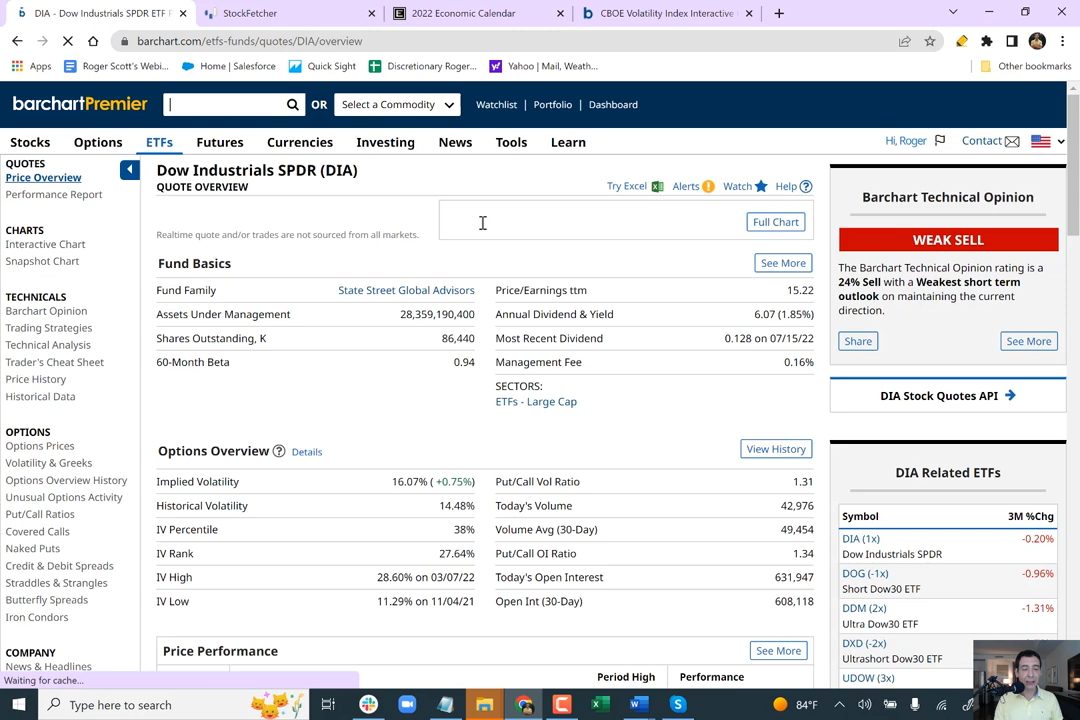 DIA - Dow Industrials SPDR ETF F
StockFetcher
2022 Economic Calendar
CBOE Volatility Index Interactive
barchart.com/etfs-funds/quotes/DIA/overview
Apps
Roger Scott's Webi...
Home | Salesforce
Quick Sight
Discretionary Roger...
Yahoo | Mail, Weath...
Other bookmarks
barchartPremier
OR
Select a Commodity
Watchlist | Portfolio | Dashboard
Stocks
Options
ETFs
Futures
Currencies
Investing
News
Tools
Learn
Hi, Roger
Contact
QUOTES
Price Overview
Performance Report
CHARTS
Interactive Chart
Snapshot Chart
TECHNICALS
Barchart Opinion
Trading Strategies
Technical Analysis
Trader's Cheat Sheet
Price History
Historical Data
OPTIONS
Options Prices
Volatility & Greeks
Options Overview History
Unusual Options Activity
Put/Call Ratios
Covered Calls
Naked Puts
Credit & Debit Spreads
Straddles & Strangles
Butterfly Spreads
Iron Condors
COMPANY
News & Headlines
Waiting for cache...
Dow Industrials SPDR (DIA)
QUOTE OVERVIEW
Try Excel
Alerts
Watch
Help
Realtime quote and/or trades are not sourced from all markets.
Full Chart
Fund Basics
See More
Fund Family State Street Global Advisors
Assets Under Management 28,359,190,400
Shares Outstanding, K 86,440
60-Month Beta 0.94
Price/Earnings ttm 15.22
Annual Dividend & Yield 6.07 (1.85%)
Most Recent Dividend 0.128 on 07/15/22
Management Fee 0.16%
SECTORS:
ETFs - Large Cap
Options Overview
Details
View History
Implied Volatility 16.07% ( +0.75%)
Historical Volatility 14.48%
IV Percentile 38%
IV Rank 27.64%
IV High 28.60% on 03/07/22
IV Low 11.29% on 11/04/21
Put/Call Vol Ratio 1.31
Today's Volume 42,976
Volume Avg (30-Day) 49,454
Put/Call OI Ratio 1.34
Today's Open Interest 631,947
Open Int (30-Day) 608,118
Price Performance
See More
Period High
Performance
Barchart Technical Opinion
WEAK SELL
The Barchart Technical Opinion rating is a
24% Sell with a Weakest short term
outlook on maintaining the current
direction.
Share
See More
DIA Stock Quotes API
DIA Related ETFs
Symbol 3M %Chg
DIA (1x) -0.20%
Dow Industrials SPDR
DOG (-1x) -0.96%
Short Dow30 ETF
DDM (2x) -1.31%
Ultra Dow30 ETF
DXD (-2x)
Ultrashort Dow30 ETF
UDOW (3x)
Type here to search
84°F